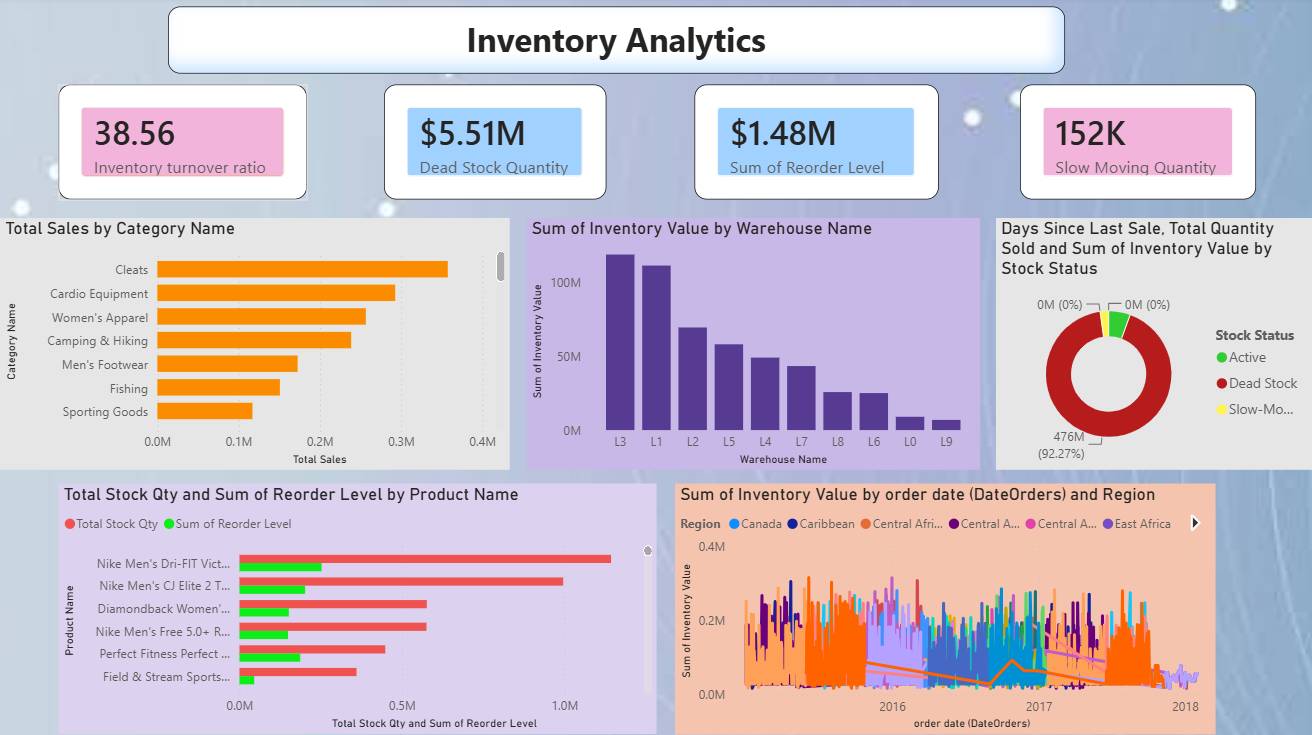 Inventory Analytics
38.56
Inventory turnover ratio
$5.51M
Dead Stock Quantity
$1.48M
Sum of Reorder Level
152K
Slow Moving Quantity
Total Sales by Category Name
Category Name
Cleats
Cardio Equipment
Women's Apparel
Camping & Hiking
Men's Footwear
Fishing
Sporting Goods
0.0M 0.1M 0.2M 0.3M 0.4M
Total Sales
Sum of Inventory Value by Warehouse Name
Sum of Inventory Value
100M
50M
0M
L3 L1 L2 L5 L4 L7 L8 L6 L0 L9
Warehouse Name
Days Since Last Sale, Total Quantity
Sold and Sum of Inventory Value by
Stock Status
0M (0%) 0M (0%)
476M
(92.27%)
Stock Status
Active
Dead Stock
Slow-Mo...
Total Stock Qty and Sum of Reorder Level by Product Name
Total Stock Qty Sum of Reorder Level
Product Name
Nike Men's Dri-FIT Vict...
Nike Men's CJ Elite 2 T...
Diamondback Women'...
Nike Men's Free 5.0+ R...
Perfect Fitness Perfect ...
Field & Stream Sports...
0.0M 0.5M 1.0M
Total Stock Qty and Sum of Reorder Level
Sum of Inventory Value by order date (DateOrders) and Region
Region Canada Caribbean Central Afri... Central A... Central A... East Africa
Sum of Inventory Value
0.4M
0.2M
0.0M
2016 2017 2018
order date (DateOrders)